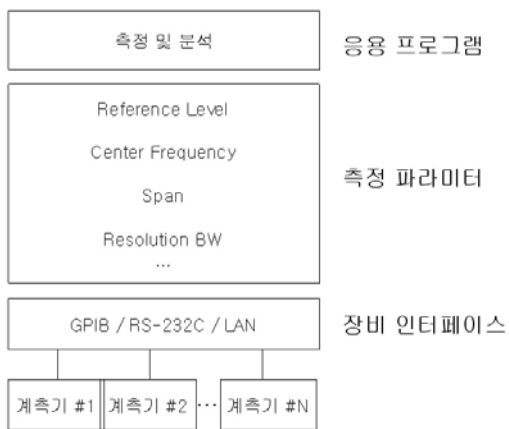 측정 및 분석
응용 프로그램
Reference Level
Center Frequency
Span
Resolution BW
...
측정 파라미터
GPIB / RS-232C / LAN
장비 인터페이스
계측기 #1 계측기 #2 ... 계측기 #N